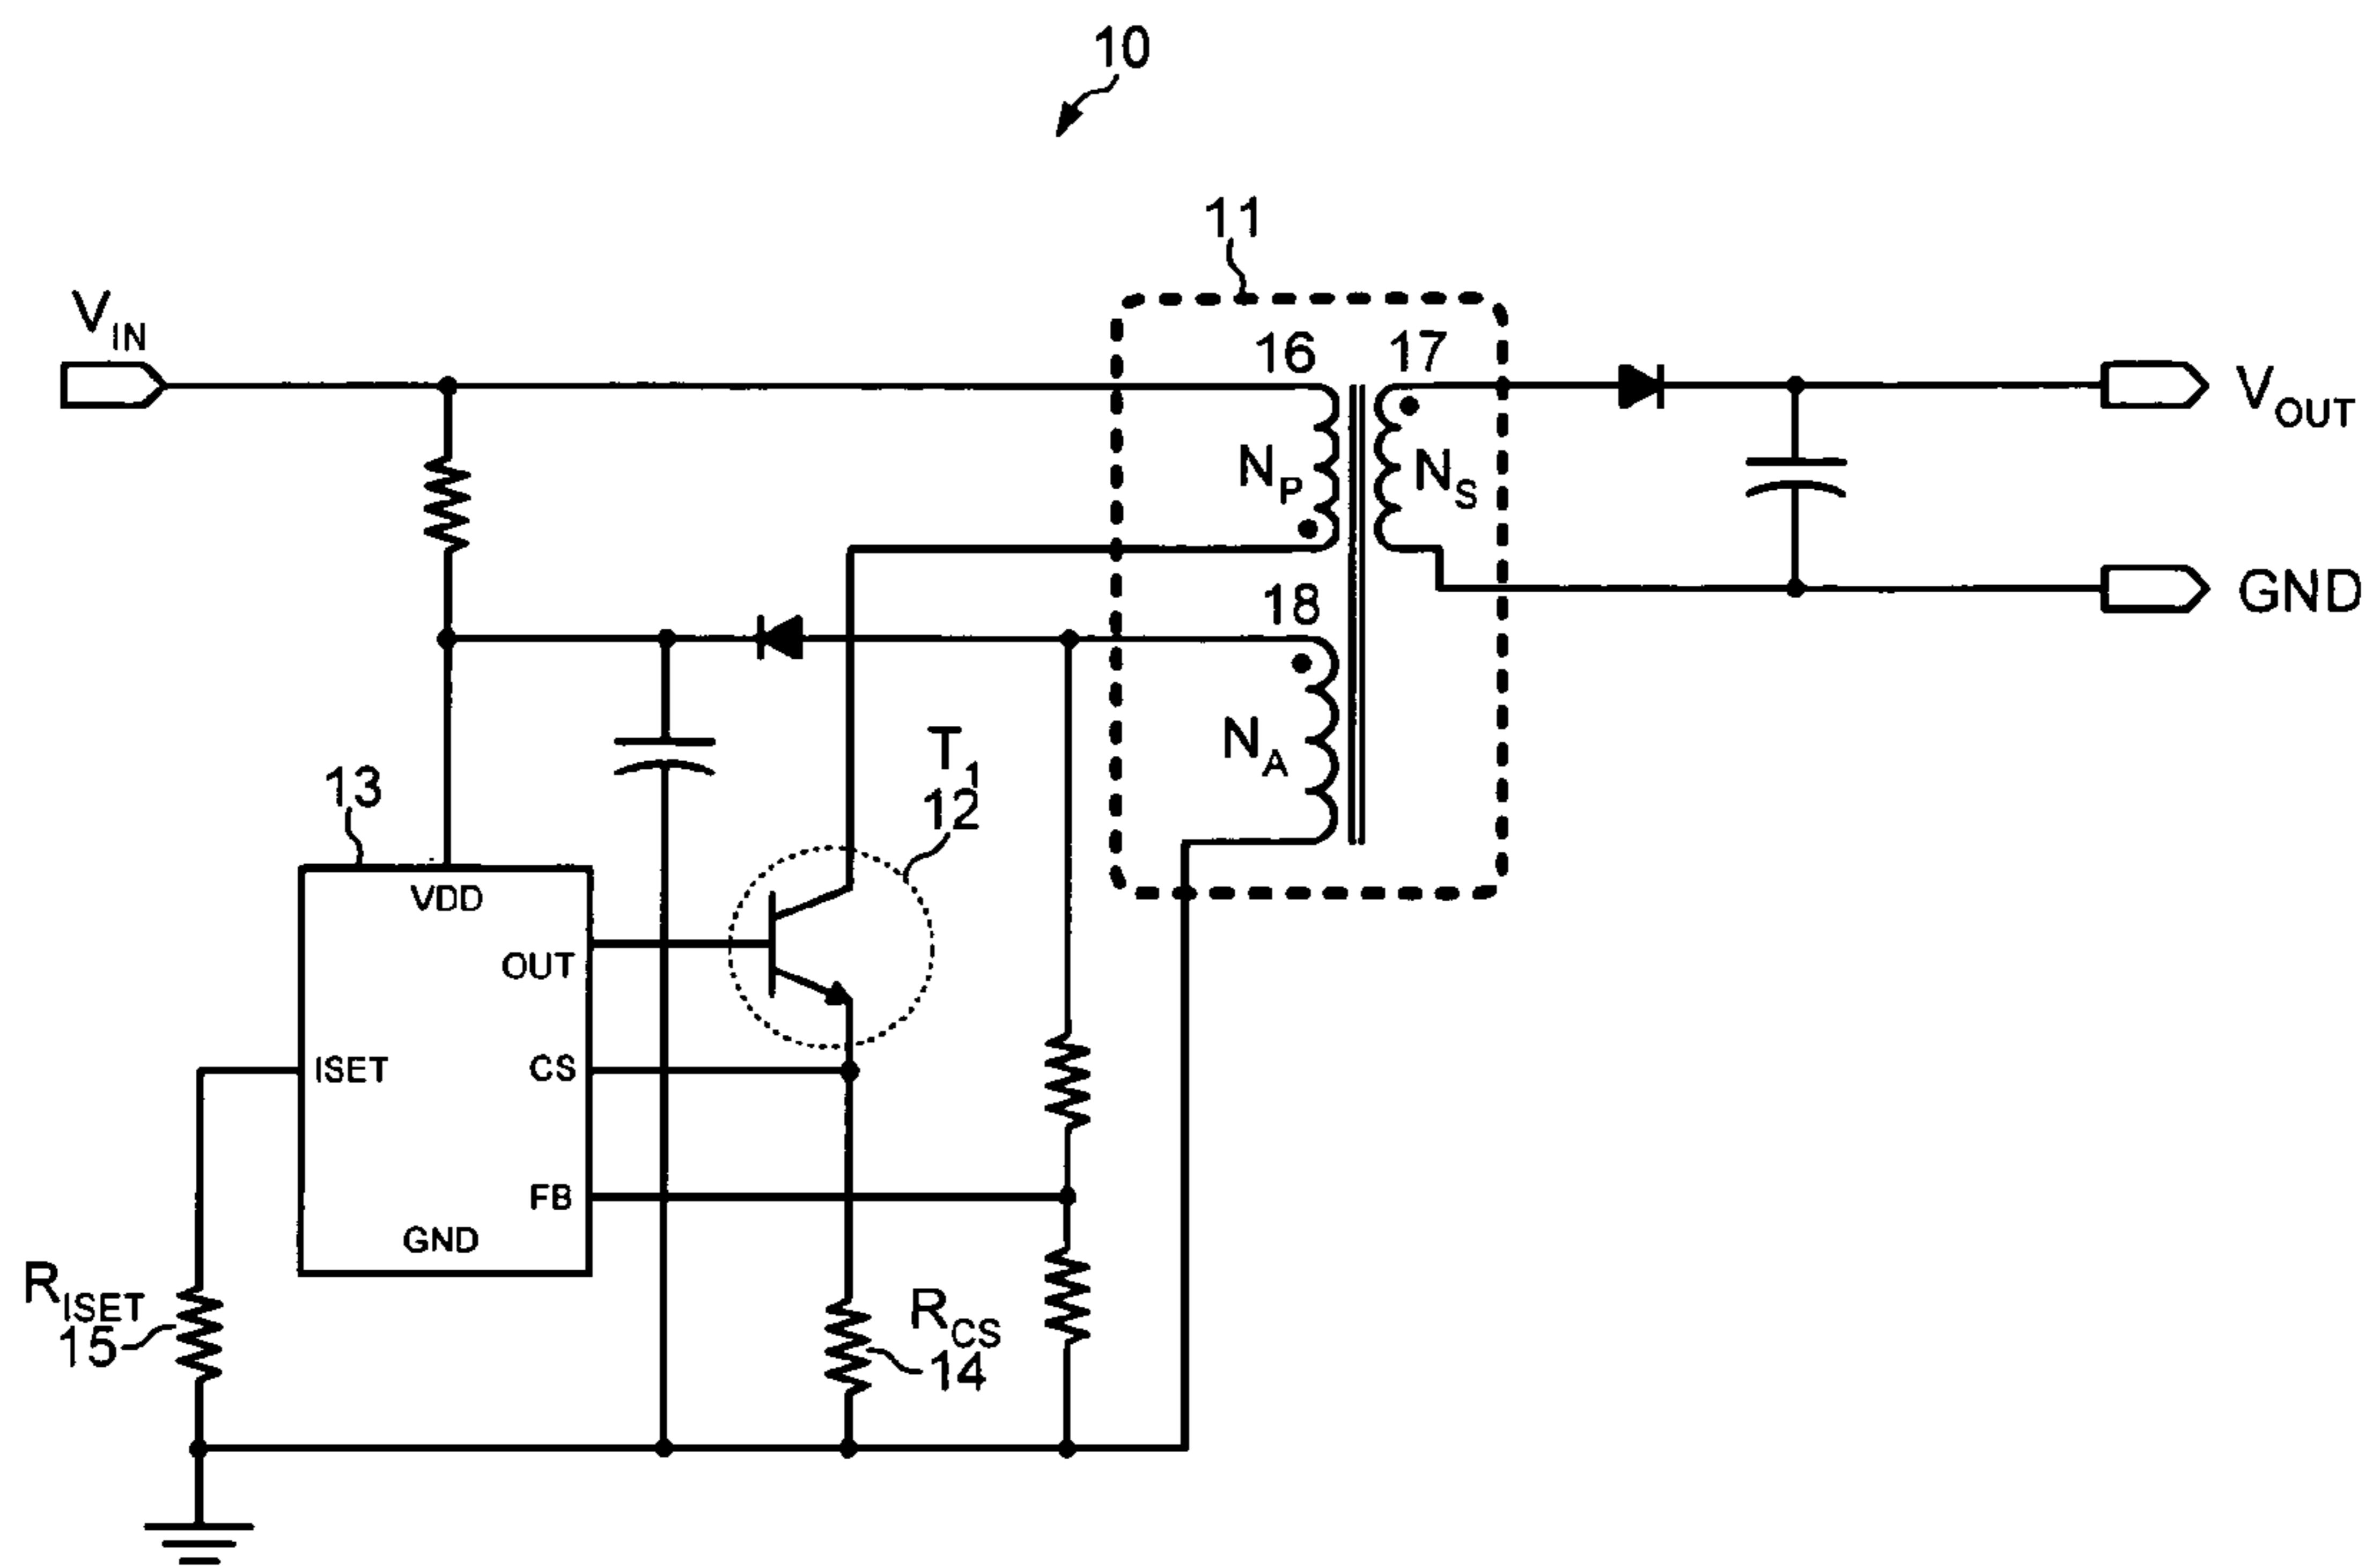 10
11
V_IN
16
17
V_OUT
N_P
N_S
GND
18
N_A
T_1
12
13
VDD
OUT
ISET
CS
FB
GND
R_ISET
15
R_CS
14